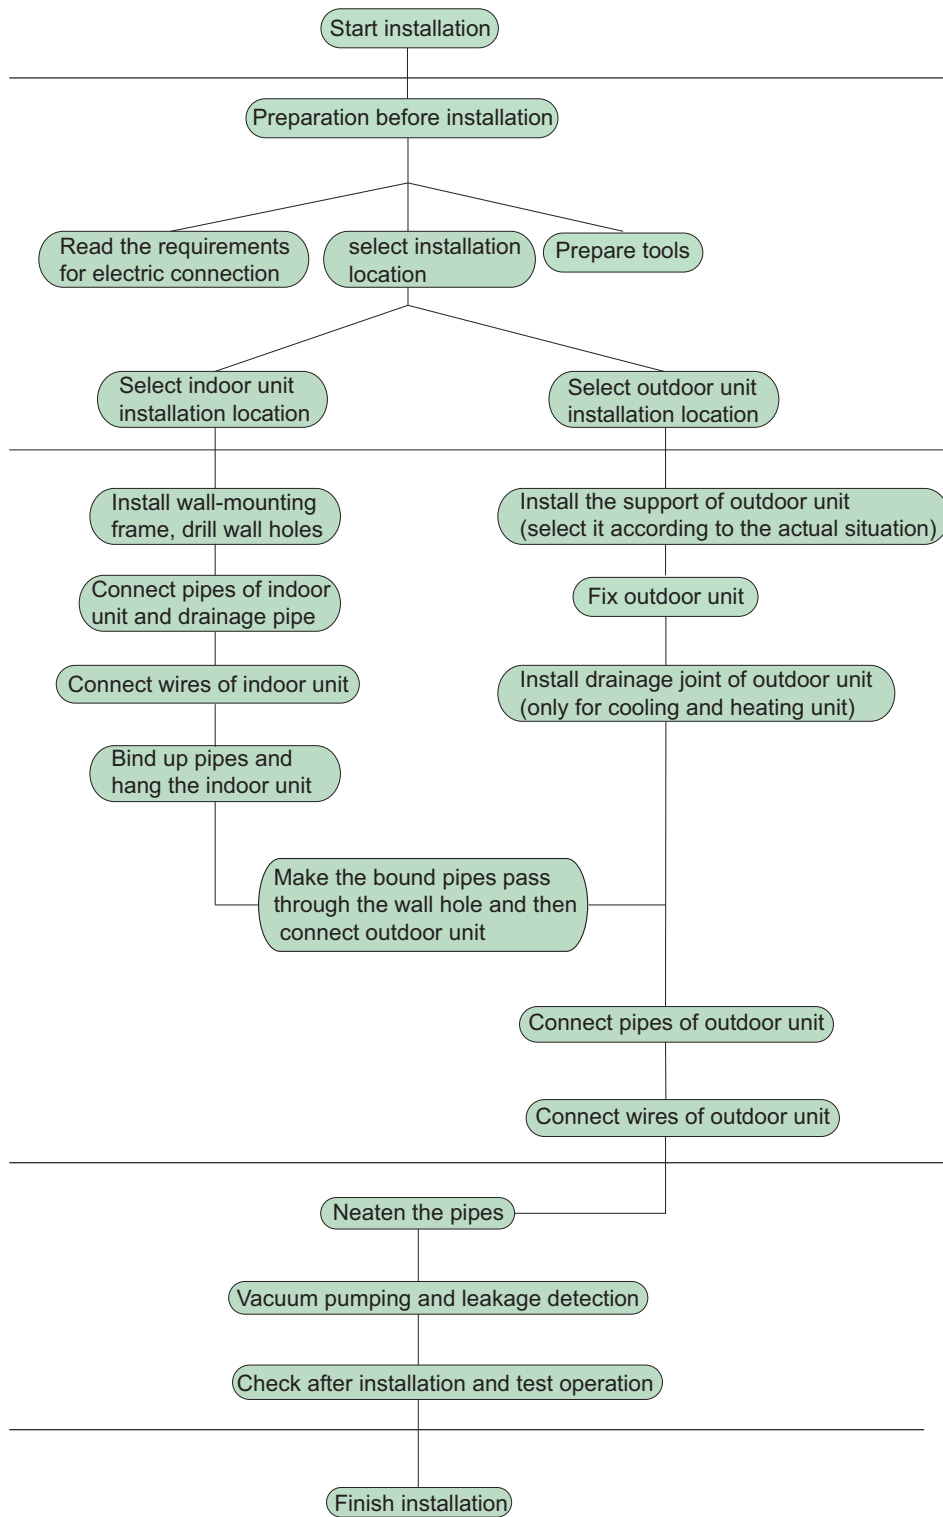 Start installation
Preparation before installation
Read the requirements
for electric connection
select installation
location
Prepare tools
Select indoor unit
installation location
Select outdoor unit
installation location
Install wall-mounting
frame, drill wall holes
Install the support of outdoor unit
(select it according to the actual situation)
Connect pipes of indoor
unit and drainage pipe
Fix outdoor unit
Connect wires of indoor unit
Install drainage joint of outdoor unit
(only for cooling and heating unit)
Bind up pipes and
hang the indoor unit
Make the bound pipes pass
through the wall hole and then
connect outdoor unit
Connect pipes of outdoor unit
Connect wires of outdoor unit
Neaten the pipes
Vacuum pumping and leakage detection
Check after installation and test operation
Finish installation